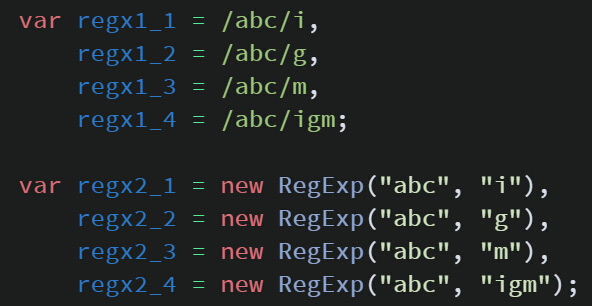 var regx1_1 = /abc/i,
    regx1_2 = /abc/g,
    regx1_3 = /abc/m,
    regx1_4 = /abc/igm;

var regx2_1 = new RegExp("abc", "i"),
    regx2_2 = new RegExp("abc", "g"),
    regx2_3 = new RegExp("abc", "m"),
    regx2_4 = new RegExp("abc", "igm");